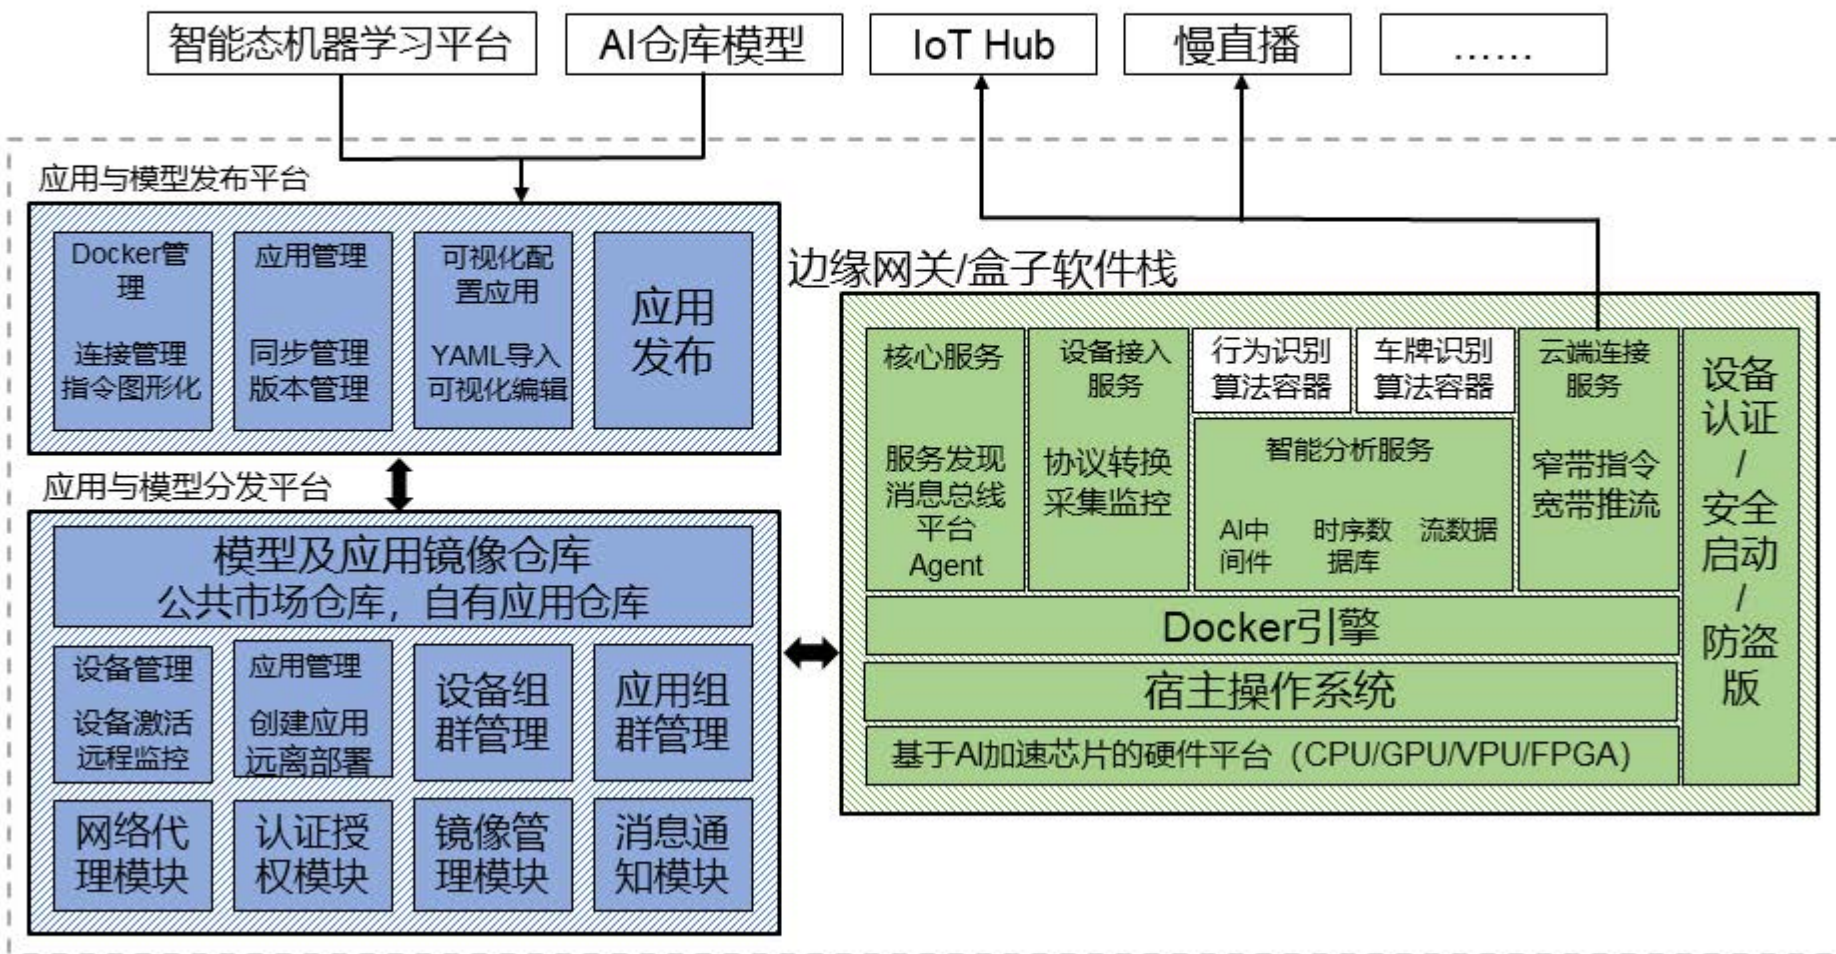 智能态机器学习平台
AI仓库模型
IoT Hub
慢直播
……
应用与模型发布平台
Docker管
理
连接管理
指令图形化
应用管理
同步管理
版本管理
可视化配
置应用
YAML导入
可视化编辑
应用
发布
应用与模型分发平台
模型及应用镜像仓库
公共市场仓库，自有应用仓库
设备管理
设备激活
远程监控
应用管理
创建应用
远离部署
设备组
群管理
应用组
群管理
网络代
理模块
认证授
权模块
镜像管
理模块
消息通
知模块
边缘网关/盒子软件栈
核心服务
服务发现
消息总线
平台
Agent
设备接入
服务
协议转换
采集监控
行为识别
算法容器
车牌识别
算法容器
智能分析服务
AI中
间件
时序数
据库
流数据
云端连接
服务
窄带指令
宽带推流
设备
认证
/
安全
启动
/
防盗
版
Docker引擎
宿主操作系统
基于AI加速芯片的硬件平台（CPU/GPU/VPU/FPGA）